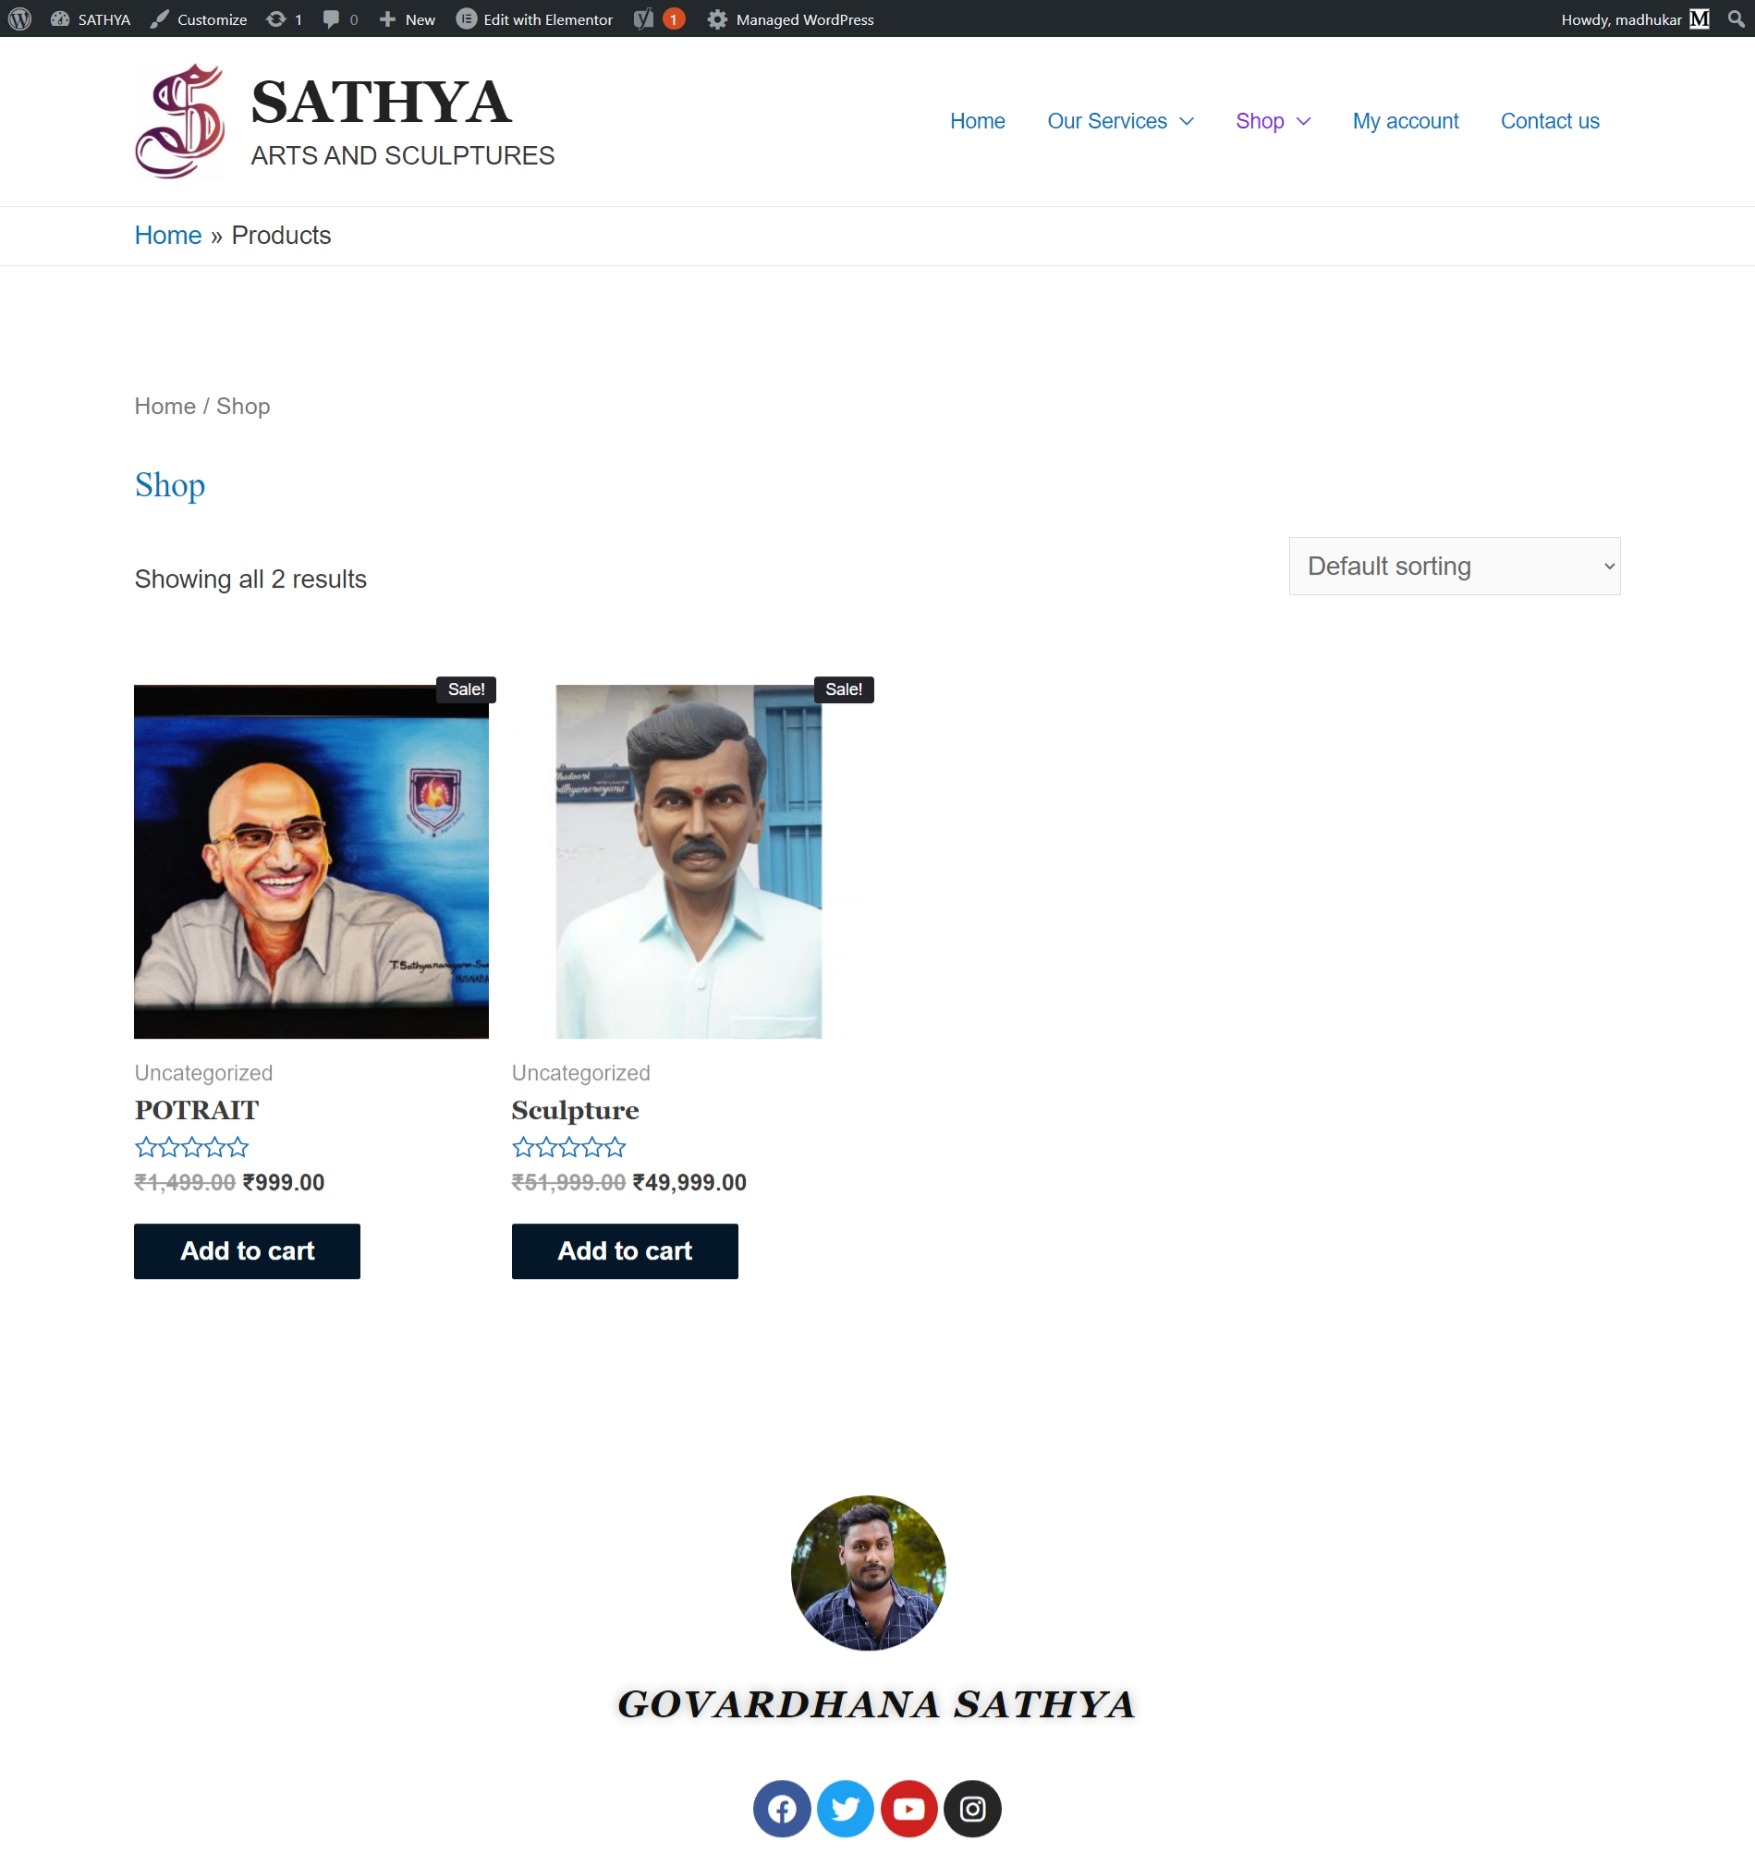 SATHYA Customize 1 0 New Edit with Elementor 1 Managed WordPress Howdy, madhukar M
SATHYA
ARTS AND SCULPTURES
Home Our Services Shop My account Contact us
Home » Products
Home / Shop
Shop
Showing all 2 results
Default sorting
Sale!
Sale!
Uncategorized
POTRAIT
₹1,499.00 ₹999.00
Add to cart
Uncategorized
Sculpture
₹51,999.00 ₹49,999.00
Add to cart
GOVARDHANA SATHYA